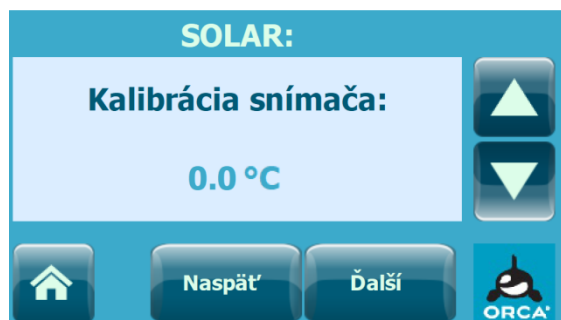 SOLAR:
Kalibrácia snímača:
0.0 °C
Naspäť
Ďalší
ORCA